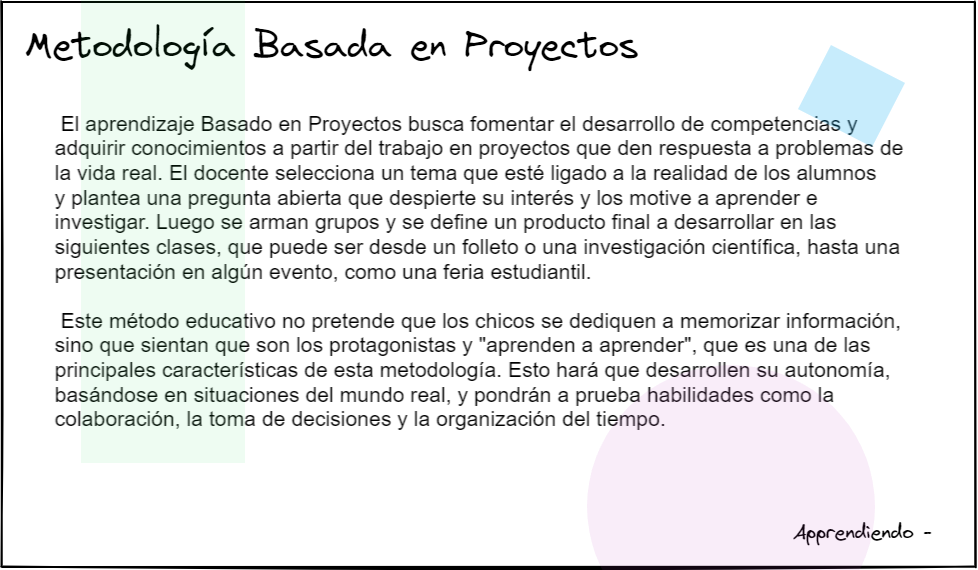 Metodología Basada en Proyectos
El aprendizaje Basado en Proyectos busca fomentar el desarrollo de competencias y
adquirir conocimientos a partir del trabajo en proyectos que den respuesta a problemas de
la vida real. El docente selecciona un tema que esté ligado a la realidad de los alumnos
y plantea una pregunta abierta que despierte su interés y los motive a aprender e
investigar. Luego se arman grupos y se define un producto final a desarrollar en las
siguientes clases, que puede ser desde un folleto o una investigación científica, hasta una
presentación en algún evento, como una feria estudiantil.
Este método educativo no pretende que los chicos se dediquen a memorizar información,
sino que sientan que son los protagonistas y "aprenden a aprender", que es una de las
principales características de esta metodología. Esto hará que desarrollen su autonomía,
basándose en situaciones del mundo real, y pondrán a prueba habilidades como la
colaboración, la toma de decisiones y la organización del tiempo.
Apprendiendo -